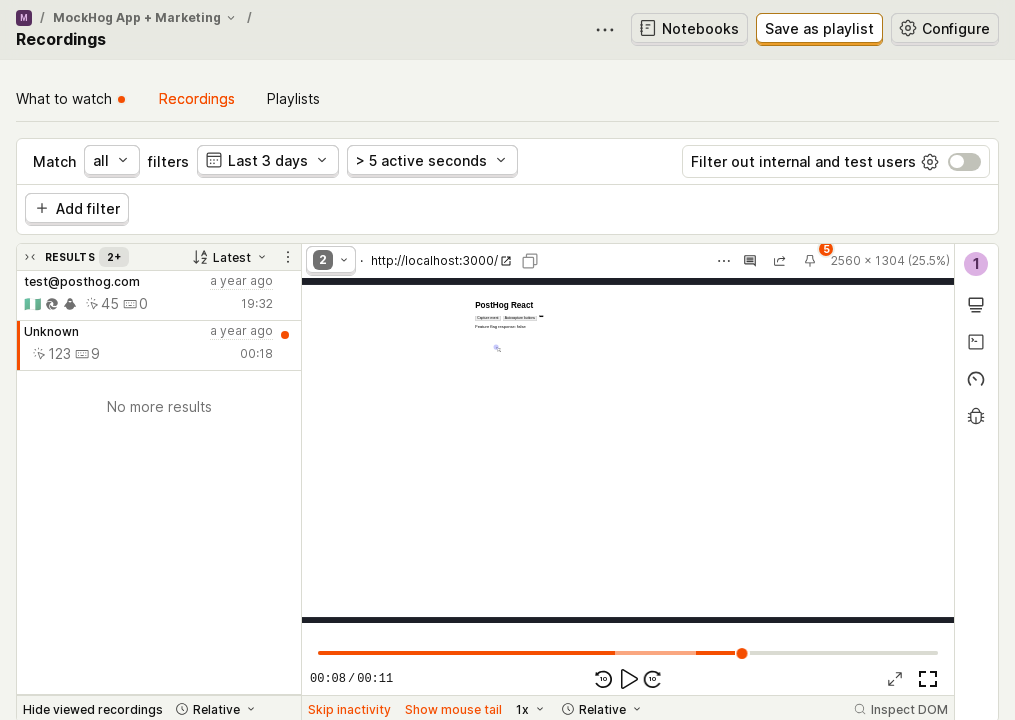 M / MockHog App + Marketing /
Recordings
Notebooks
Save as playlist
Configure
What to watch
Recordings
Playlists
Match all filters Last 3 days > 5 active seconds
Filter out internal and test users
Add filter
RESULTS 2+ Latest
test@posthog.com a year ago
45 0 19:32
Unknown a year ago
123 9 00:18
No more results
Hide viewed recordings Relative
2 · http://localhost:3000/ 5 2560 × 1304 (25.5%)
PostHog React
Capture event Autocapture buttons
Feature flag response: false
00:08 / 00:11
10 10
Skip inactivity Show mouse tail 1x Relative Inspect DOM
1